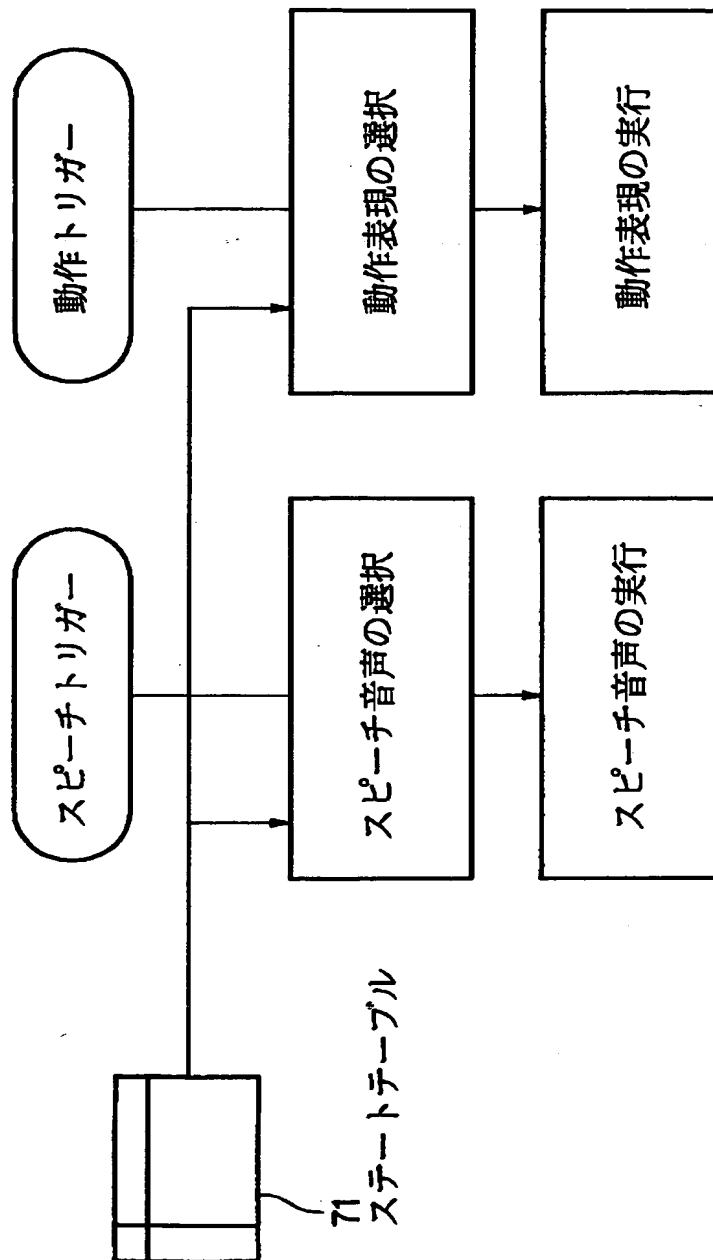 スピーチトリガー
動作トリガー
スピーチ音声の選択
動作表現の選択
スピーチ音声の実行
動作表現の実行
71
ステートテーブル